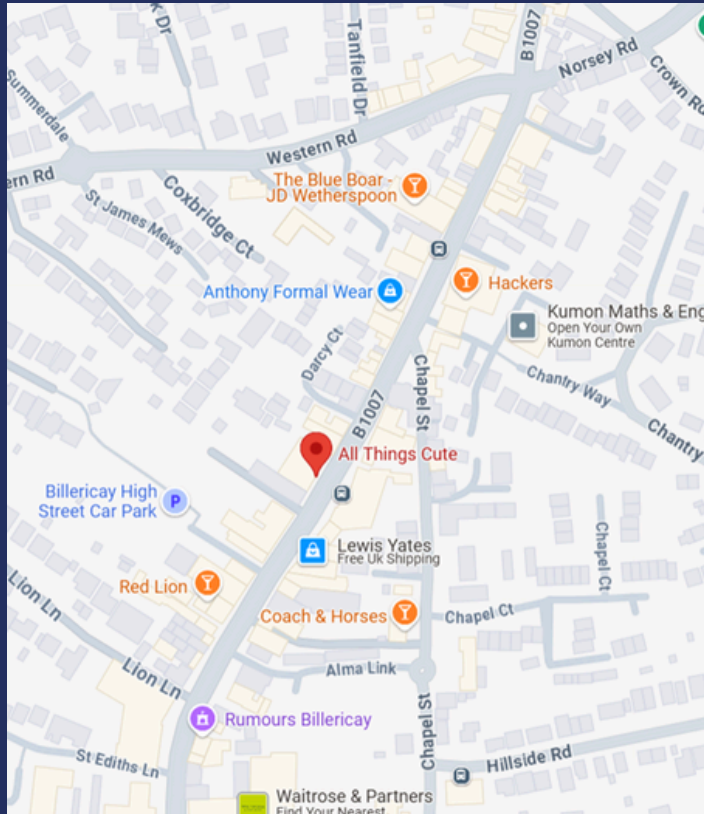 k Dr
Tanfield Dr
B1007
Norsey Rd
Crown Rd
Summerdale
Western Rd
ern Rd
The Blue Boar -
JD Wetherspoon
Coxbridge Ct
St James Mews
Anthony Formal Wear
Hackers
Kumon Maths & Eng
Open Your Own
Kumon Centre
Darcy Ct
Chapel St
Chantry Way
B1007
Chantry
All Things Cute
Billericay High
Street Car Park
P
Lewis Yates
Free Uk Shipping
Chapel Ct
Red Lion
Lion Ln
Coach & Horses
Chapel Ct
Lion Ln
Alma Link
Rumours Billericay
Chapel St
St Ediths Ln
Hillside Rd
Waitrose & Partners
Find Your Nearest